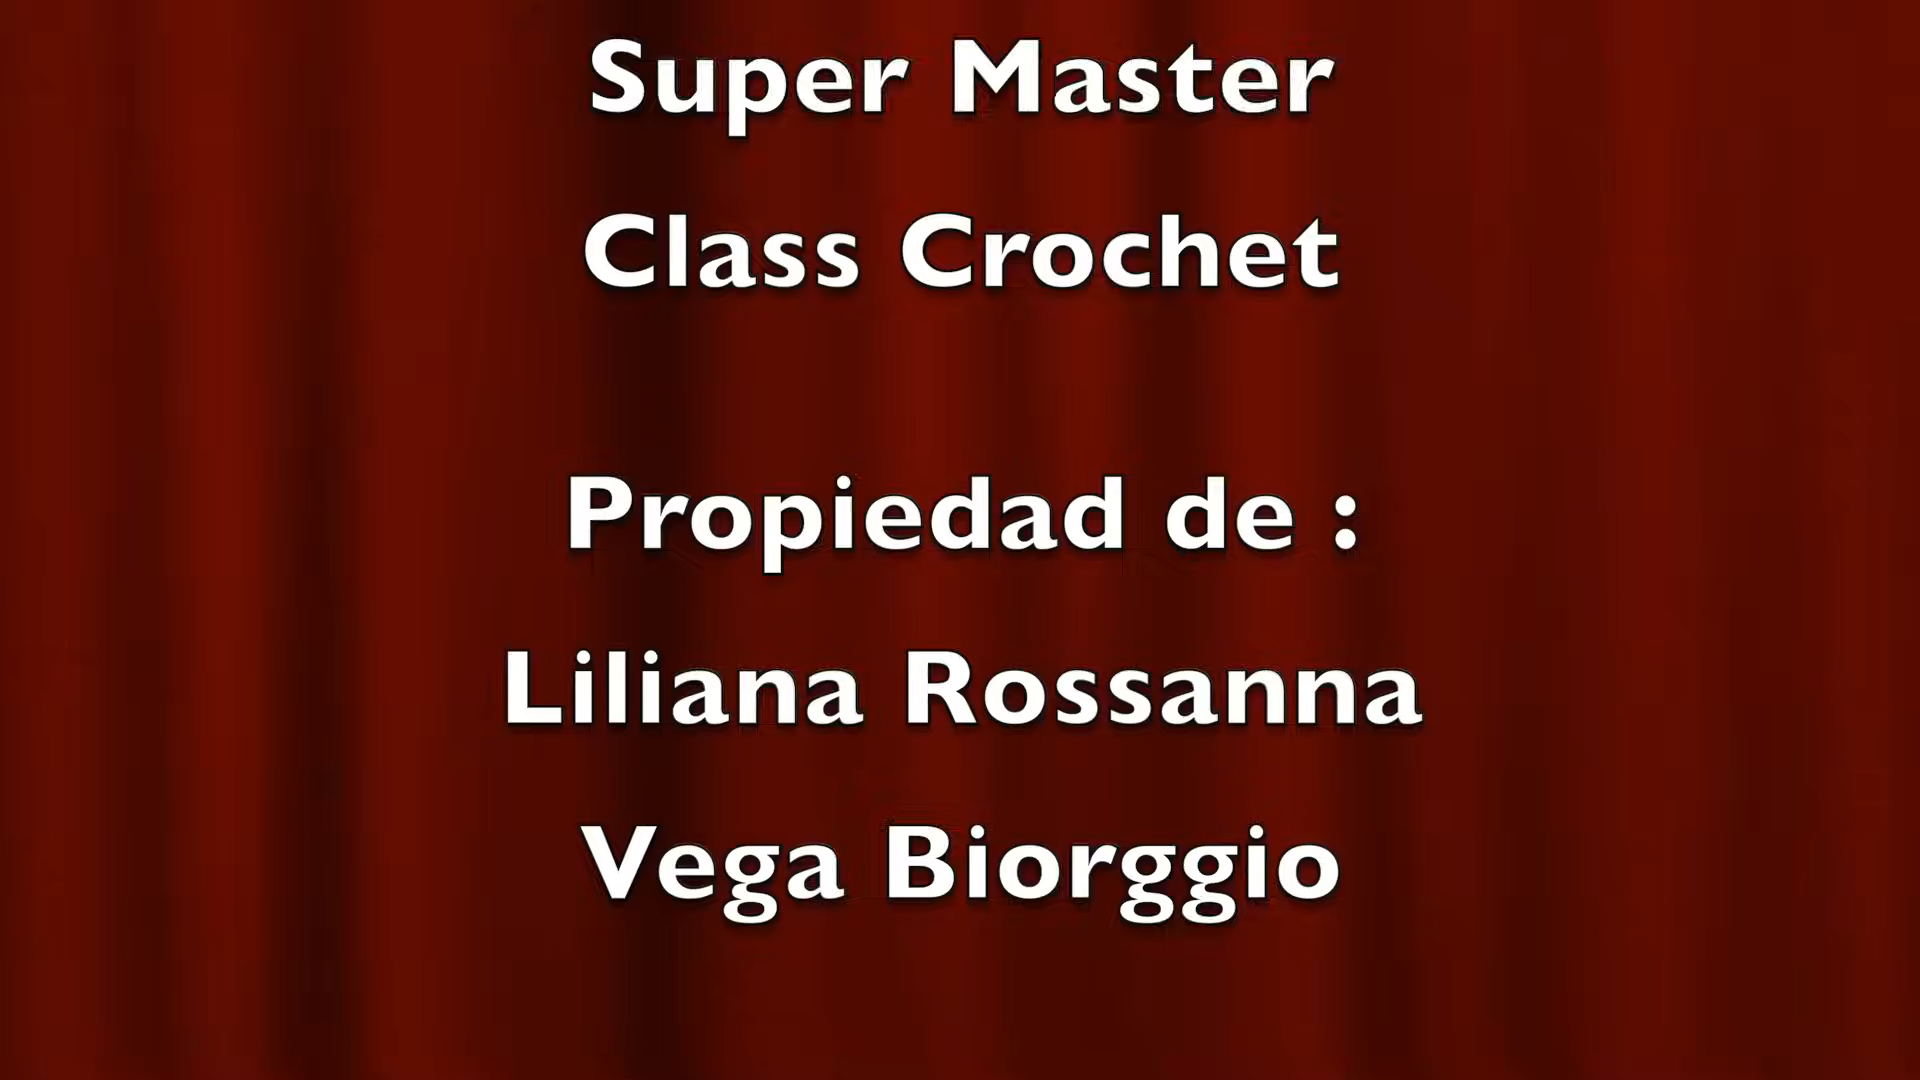 Super Master
Class Crochet
Propiedad de :
Liliana Rossanna
Vega Biorggio